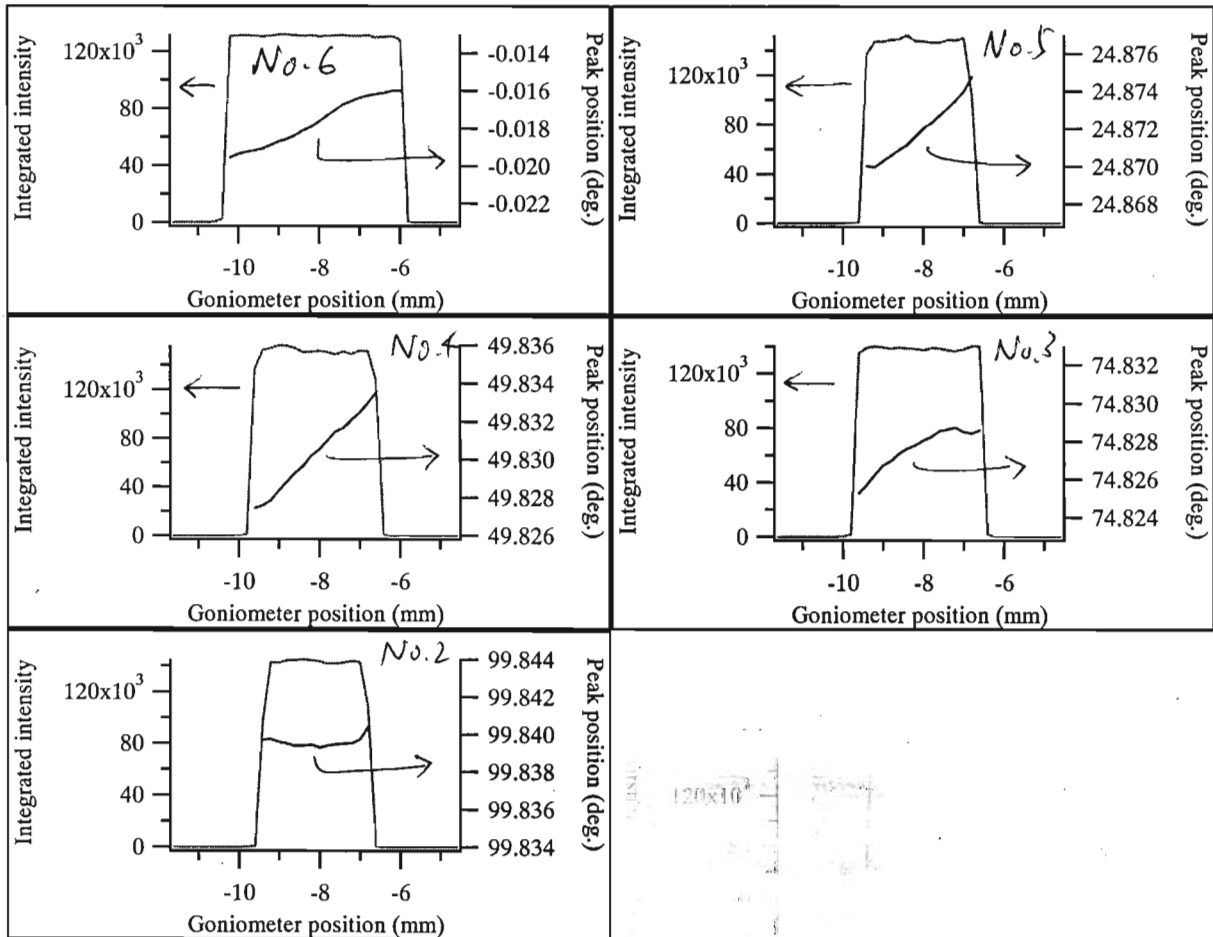 No. 6
Integrated intensity
120x10³
80
40
0
-0.014
-0.016
-0.018
-0.020
-0.022
Peak position (deg.)
-10
-8
-6
Goniometer position (mm)
No. 5
Integrated intensity
120x10³
80
40
0
24.876
24.874
24.872
24.870
24.868
Peak position (deg.)
-10
-8
-6
Goniometer position (mm)
No. 4
Integrated intensity
120x10³
80
40
0
49.836
49.834
49.832
49.830
49.828
49.826
Peak position (deg.)
-10
-8
-6
Goniometer position (mm)
No. 3
Integrated intensity
120x10³
80
40
0
74.832
74.830
74.828
74.826
74.824
Peak position (deg.)
-10
-8
-6
Goniometer position (mm)
No. 2
Integrated intensity
120x10³
80
40
0
99.844
99.842
99.840
99.838
99.836
99.834
Peak position (deg.)
-10
-8
-6
Goniometer position (mm)
120x10³